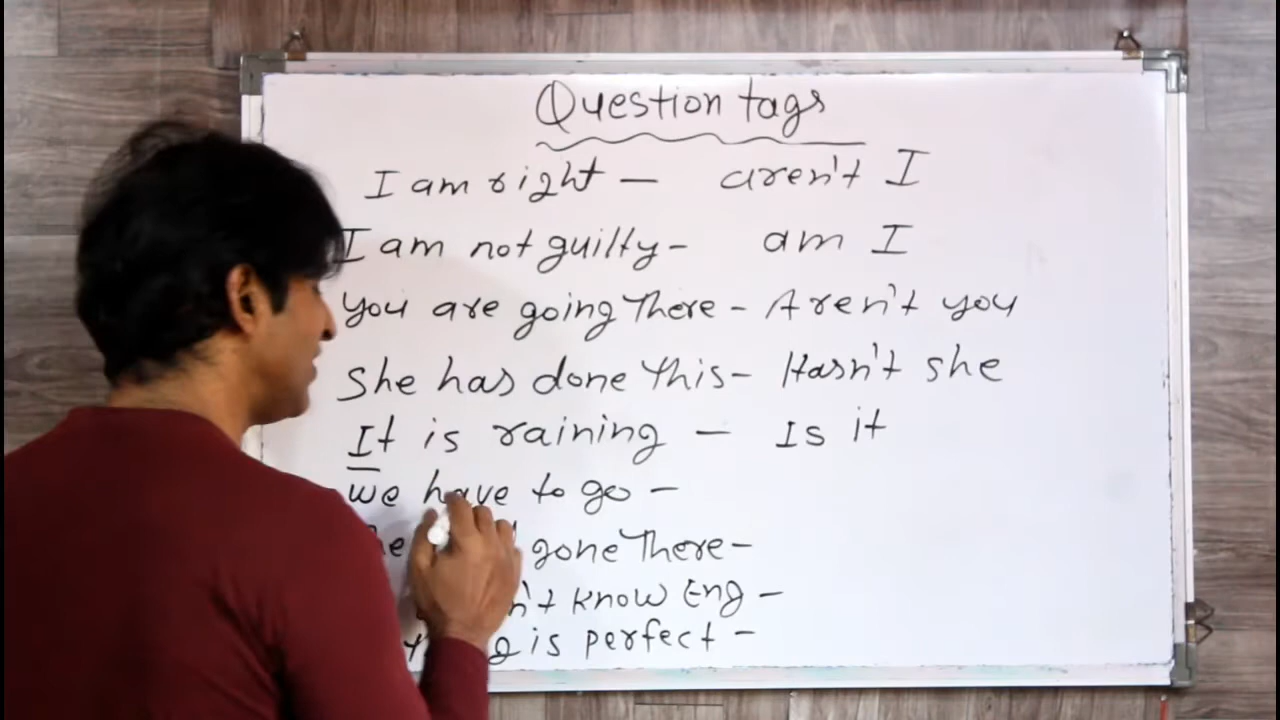 Question tags
I am right — aren't I
I am not guilty - am I
you are going There - Aren't you
She has done This - Hasn't she
It is raining — Is it
we have to go -
gone There -
know Eng -
is perfect -